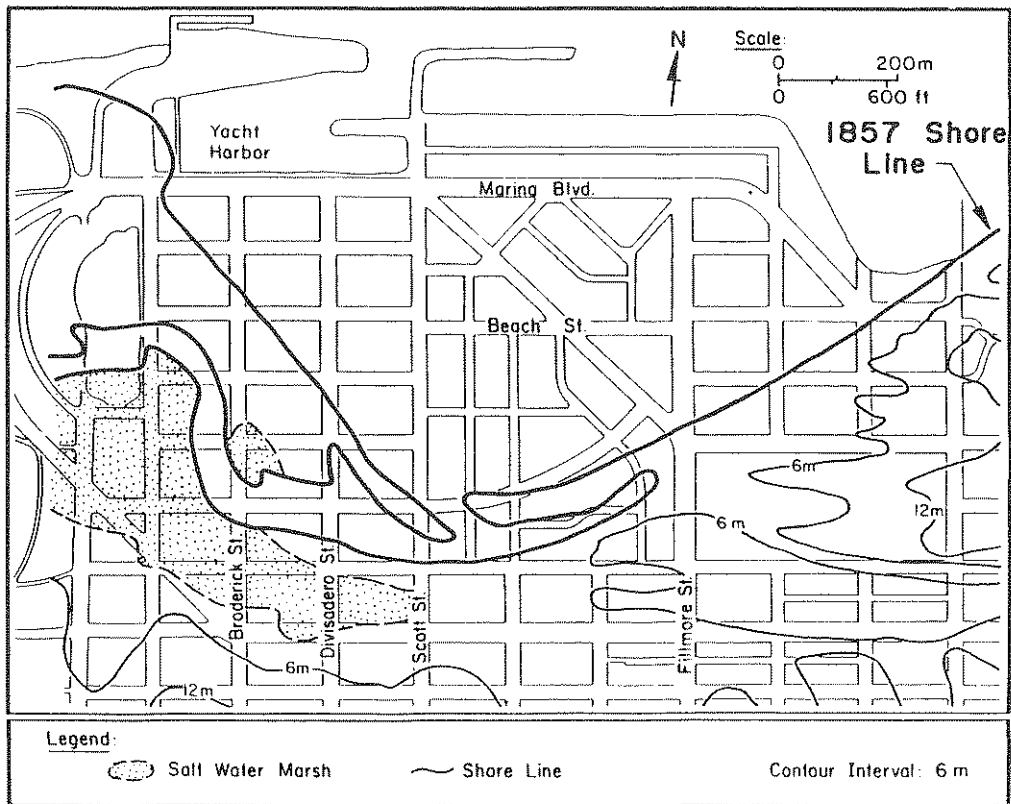 N
Scale:
0 200m
0 600 ft
1857 Shore
Line
Yacht
Harbor
Maring Blvd.
Beach St.
6m
12m
6 m
Broderick St.
Divisadero St.
Scott St.
Fillmore St.
6m
12m
Legend:
Salt Water Marsh
Shore Line
Contour Interval: 6 m